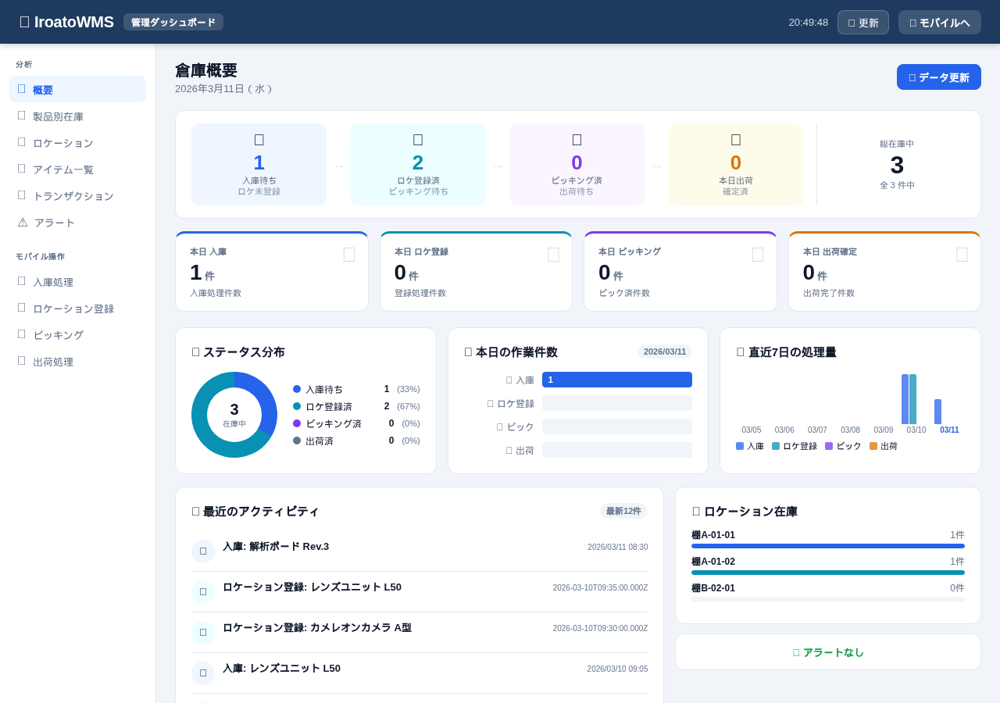 IroatoWMS 管理ダッシュボード 20:49:48 更新 モバイルへ
分析
概要
製品別在庫
ロケーション
アイテム一覧
トランザクション
⚠ アラート
モバイル操作
入庫処理
ロケーション登録
ピッキング
出荷処理
倉庫概要
2026年3月11日(水)
データ更新
1
入庫待ち
ロケ未登録
→
2
ロケ登録済
ピッキング待ち
→
0
ピッキング済
出荷待ち
→
0
本日出荷
確定済
総在庫中
3
全 3 件中
本日 入庫
1 件
入庫処理件数
本日 ロケ登録
0 件
登録処理件数
本日 ピッキング
0 件
ピック済件数
本日 出荷確定
0 件
出荷完了件数
ステータス分布
3
在庫中
入庫待ち 1 (33%)
ロケ登録済 2 (67%)
ピッキング済 0 (0%)
出荷済 0 (0%)
本日の作業件数 2026/03/11
入庫 1
ロケ登録
ピック
出荷
直近7日の処理量
03/05 03/06 03/07 03/08 03/09 03/10 03/11
入庫 ロケ登録 ピック 出荷
最近のアクティビティ 最新12件
入庫: 解析ボード Rev.3 2026/03/11 08:30
ロケーション登録: レンズユニット L50 2026-03-10T09:35:00.000Z
ロケーション登録: カメレオンカメラ A型 2026-03-10T09:30:00.000Z
入庫: レンズユニット L50 2026/03/10 09:05
ロケーション在庫
棚A-01-01 1件
棚A-01-02 1件
棚B-02-01 0件
アラートなし